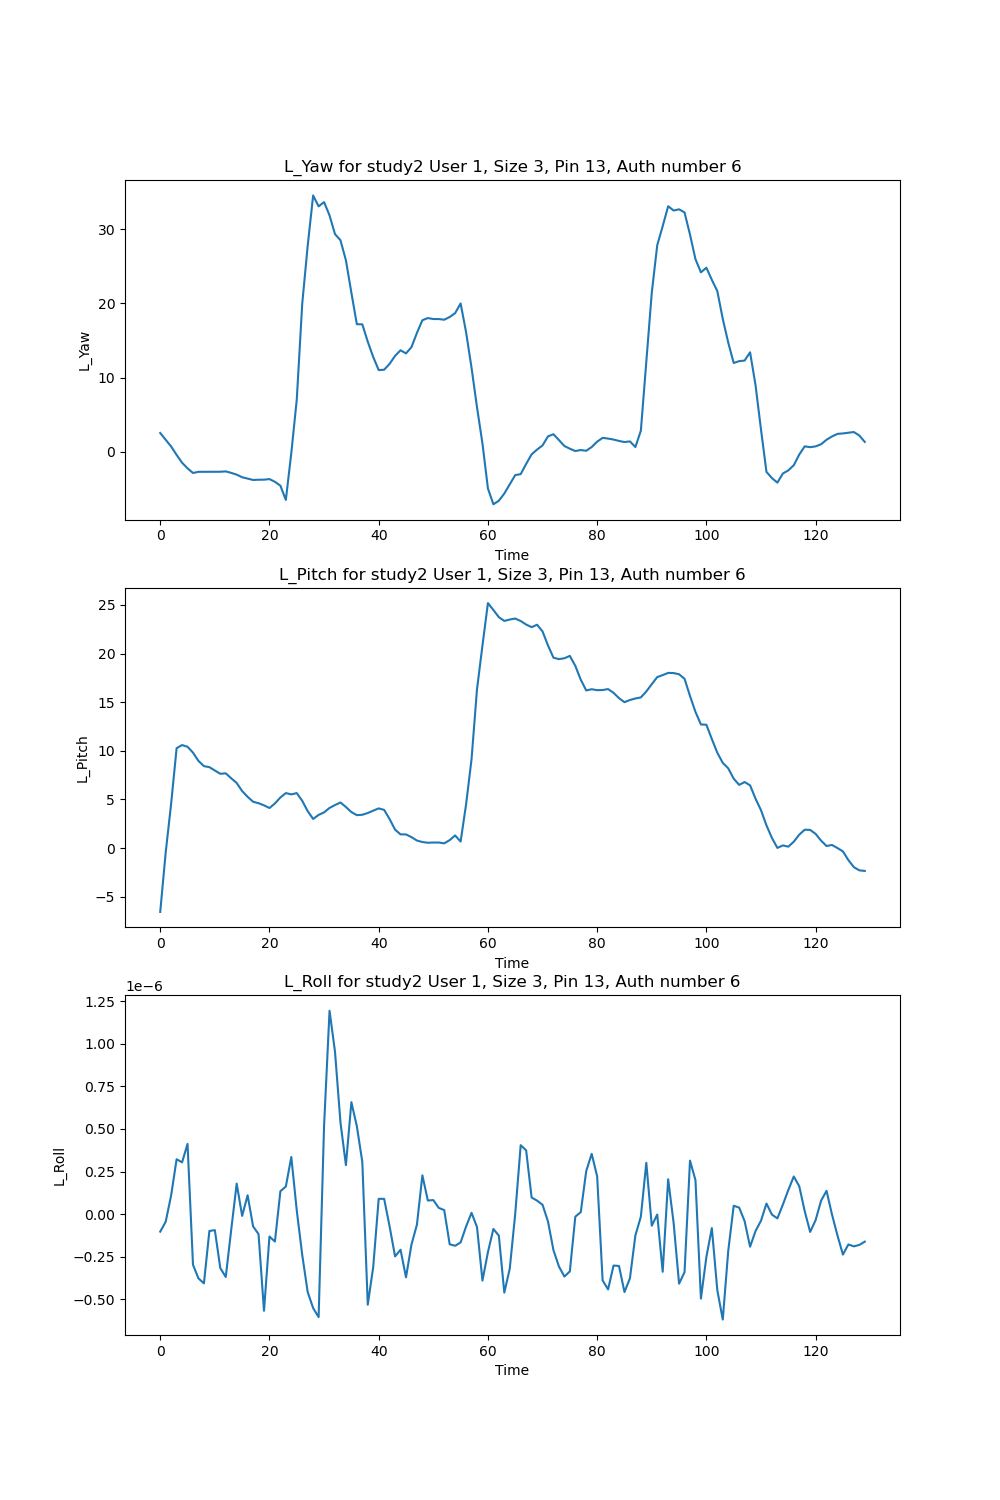 L_Yaw for study2 User 1, Size 3, Pin 13, Auth number 6
30
20
10
0
L_Yaw
0 20 40 60 80 100 120
Time
L_Pitch for study2 User 1, Size 3, Pin 13, Auth number 6
25
20
15
10
5
0
−5
L_Pitch
0 20 40 60 80 100 120
Time
L_Roll for study2 User 1, Size 3, Pin 13, Auth number 6
1e−6
1.25
1.00
0.75
0.50
0.25
0.00
−0.25
−0.50
L_Roll
0 20 40 60 80 100 120
Time